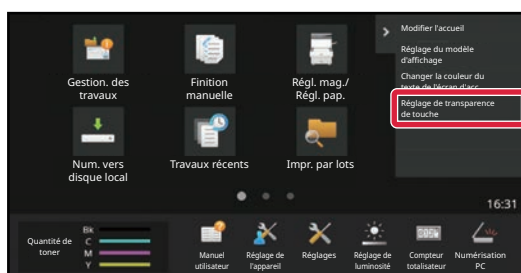 Modifier l'accueil
Réglage du modèle
d'affichage
Changer la couleur du
texte de l'écran d'acc.
Réglage de transparence
de touche
Gestion. des
travaux
Finition
manuelle
Régl. mag./
Régl. pap.
Num. vers
disque local
Travaux récents
Impr. par lots
16:31
Quantité de
toner
Bk
C
M
Y
Manuel
utilisateur
Réglage de
l'appareil
Réglages
Réglage de
luminosité
Compteur
totalisateur
Numérisation
PC